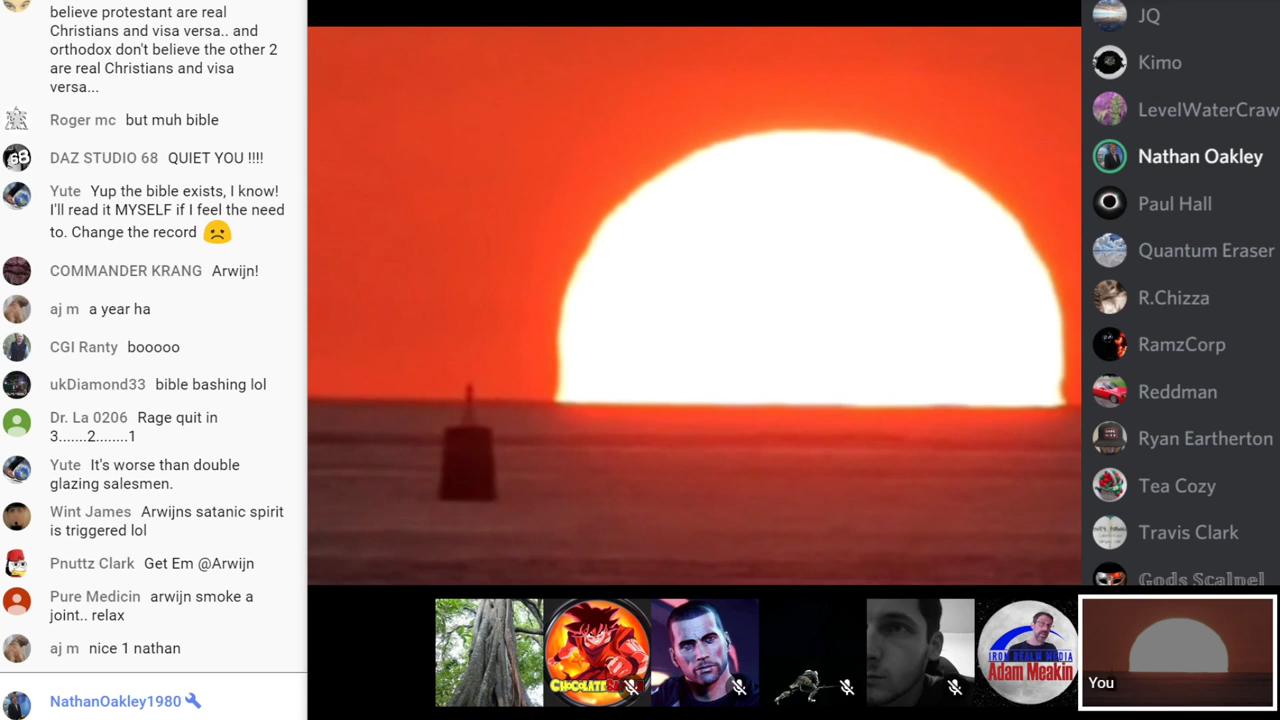 believe protestant are real
Christians and visa versa.. and
orthodox don't believe the other 2
are real Christians and visa
versa...
Roger mc but muh bible
DAZ STUDIO 68 QUIET YOU !!!!
Yute Yup the bible exists, I know!
I'll read it MYSELF if I feel the need
to. Change the record
COMMANDER KRANG Arwijn!
aj m a year ha
CGI Ranty booooo
ukDiamond33 bible bashing lol
Dr. La 0206 Rage quit in
3.......2........1
Yute It's worse than double
glazing salesmen.
Wint James Arwijns satanic spirit
is triggered lol
Pnuttz Clark Get Em @Arwijn
Pure Medicin arwijn smoke a
joint.. relax
aj m nice 1 nathan
NathanOakley1980
68
JQ
Kimo
LevelWaterCraw
Nathan Oakley
Paul Hall
Quantum Eraser
R.Chizza
RamzCorp
Reddman
Ryan Eartherton
Tea Cozy
Travis Clark
Gods Scalpel
IRON REALM MEDIA
Adam Meakin
You